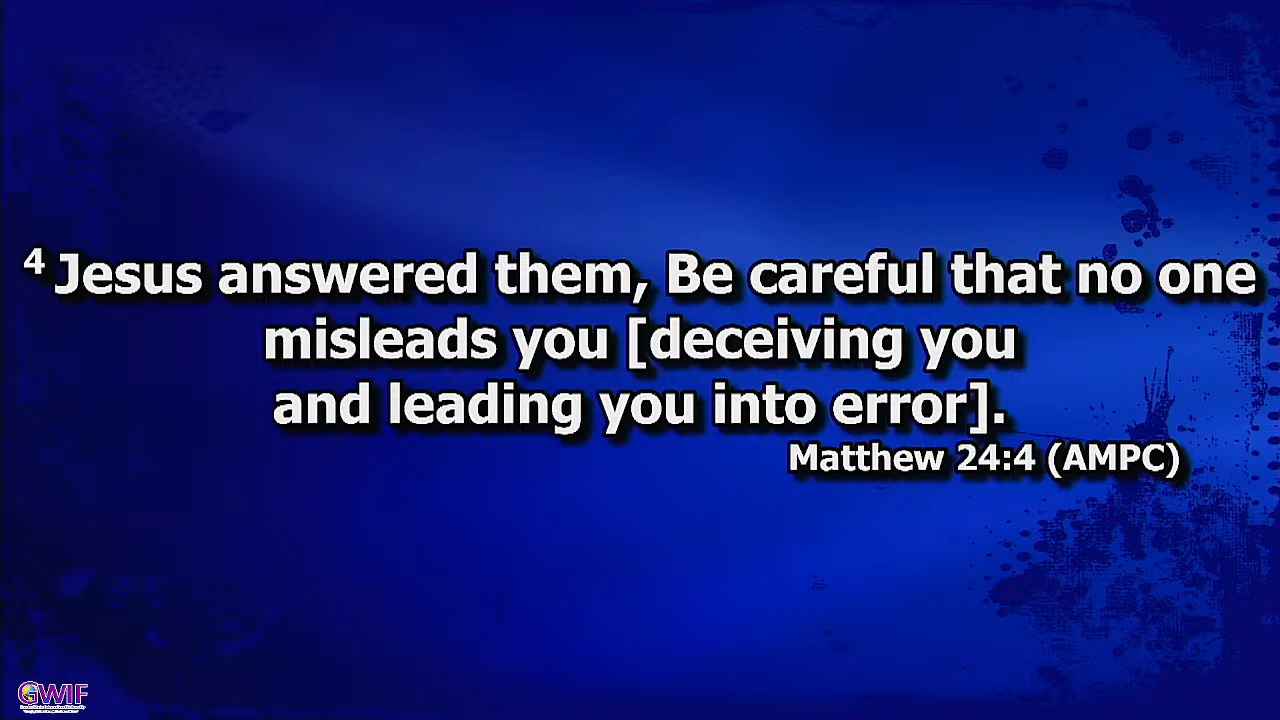 4 Jesus answered them, Be careful that no one
misleads you [deceiving you
and leading you into error].
Matthew 24:4 (AMPC)
GWIF